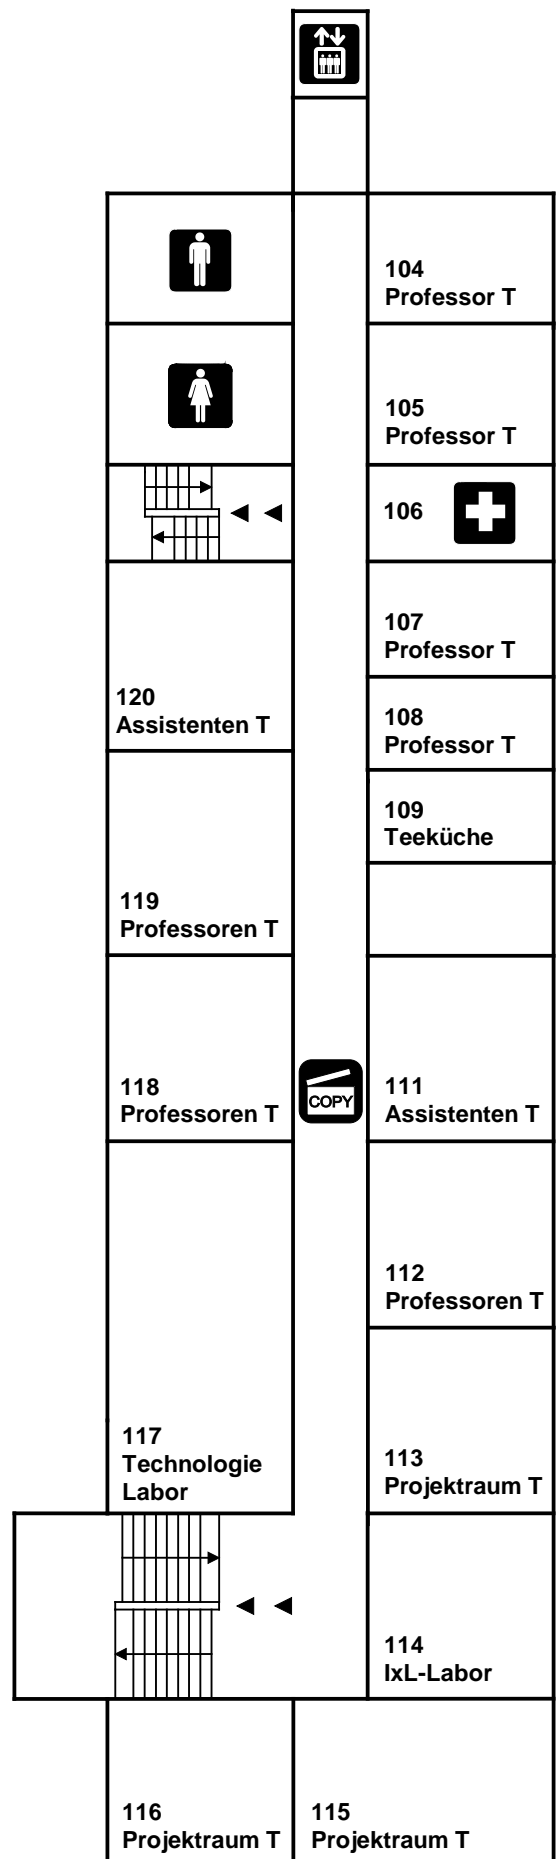 104
Professor T
105
Professor T
106
107
Professor T
120
Assistenten T
108
Professor T
109
Teeküche
119
Professoren T
118
Professoren T
COPY
111
Assistenten T
112
Professoren T
117
Technologie
Labor
113
Projektraum T
114
IxL-Labor
116
Projektraum T
115
Projektraum T